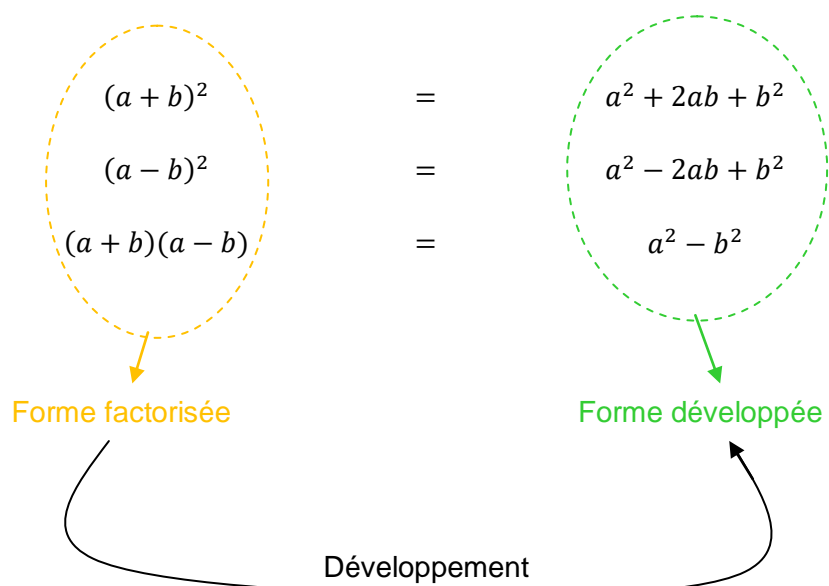 (a + b)² = a² + 2ab + b²
(a − b)² = a² − 2ab + b²
(a + b)(a − b) = a² − b²
Forme factorisée Forme développée
Développement